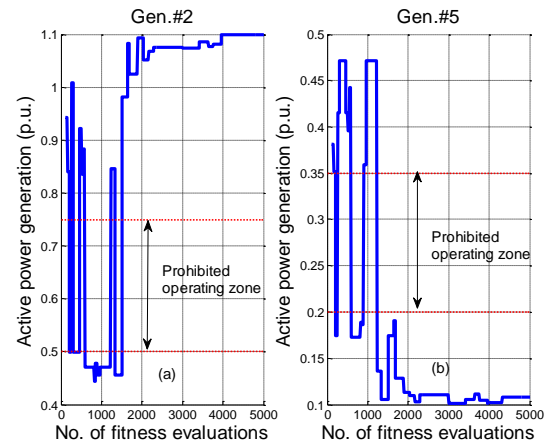 Gen.#2
Active power generation (p.u.)
1.1
1
0.9
0.8
0.7
0.6
0.5
0.4
Prohibited
operating zone
(a)
0 1000 2000 3000 4000 5000
No. of fitness evaluations
Gen.#5
Active power generation (p.u.)
0.5
0.45
0.4
0.35
0.3
0.25
0.2
0.15
0.1
Prohibited
operating zone
(b)
0 1000 2000 3000 4000 5000
No. of fitness evaluations